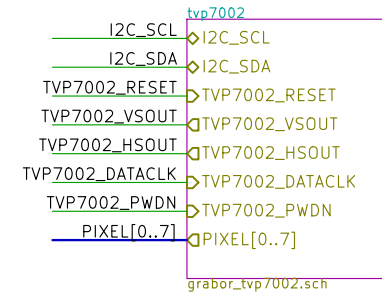 tvp7002
I2C_SCL I2C_SCL
I2C_SDA I2C_SDA
TVP7002_RESET TVP7002_RESET
TVP7002_VSOUT TVP7002_VSOUT
TVP7002_HSOUT TVP7002_HSOUT
TVP7002_DATACLK TVP7002_DATACLK
TVP7002_PWDN TVP7002_PWDN
PIXEL[0..7] PIXEL[0..7]
grabor_tvp7002.sch